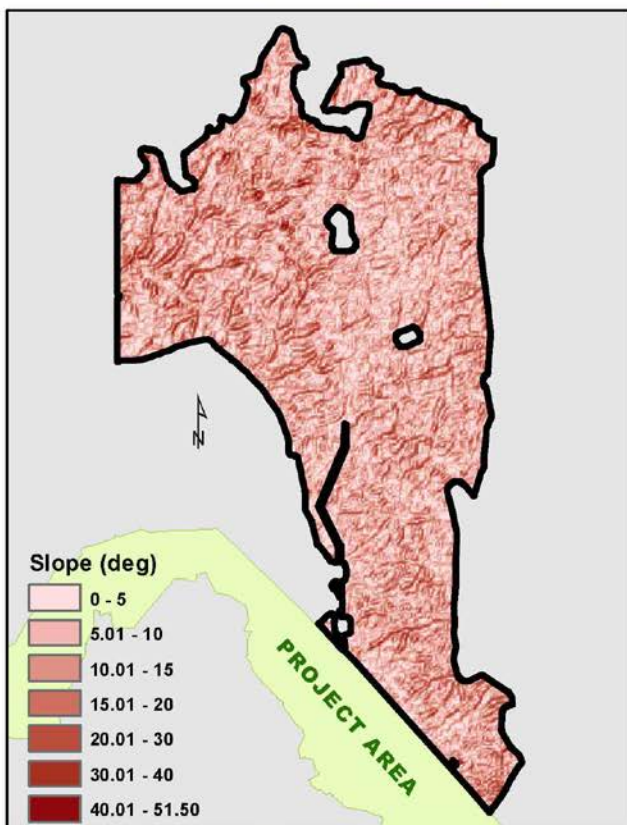 N
Slope (deg)
0 - 5
5.01 - 10
10.01 - 15
15.01 - 20
20.01 - 30
30.01 - 40
40.01 - 51.50
PROJECT AREA